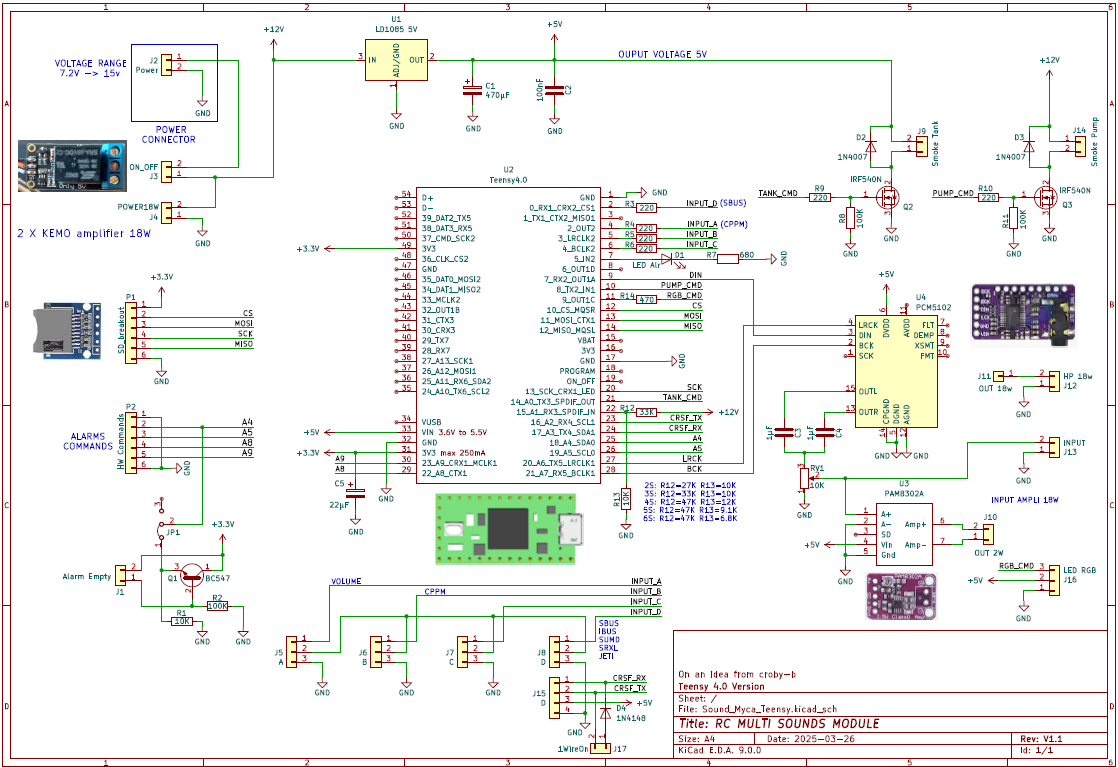 1
2
3
4
5
6
A
B
C
D
VOLTAGE RANGE
7.2V -> 15v
J2
Power
1
2
GND
POWER
CONNECTOR
+12V
U1
LD1085 5V
IN
OUT
ADJ/GND
3
2
1
GND
C1
470µF
GND
+5V
100nF
C2
GND
OUPUT VOLTAGE 5V
ON_OFF
J3
2
1
POWER18W
J4
2
1
GND
2 X KEMO amplifier 18W
D2
1N4007
J9
2
1
Smoke Tank
TANK_CMD
R9
220
IRF540N
Q2
R8
100K
GND
GND
+12V
D3
1N4007
J14
2
1
Smoke Pump
PUMP_CMD
R10
220
IRF540N
Q3
R11
100K
GND
GND
U2
Teensy4.0
54 D+
53 D-
52 39_DAT2_TX5
51 38_DAT3_RX5
50 37_CMD_SCK2
49 3V3
48 36_CLK_CS2
47 GND
46 35_DAT0_MOSI2
45 34_DAT1_MISO2
44 33_MCLK2
43 32_OUT1B
42 31_CTX3
41 30_CRX3
40 29_TX7
39 28_RX7
38 27_A13_SCK1
37 26_A12_MOSI1
36 25_A11_RX6_SDA2
35 24_A10_TX6_SCL2
34 VUSB
33 VIN 3.6V to 5.5V
32 GND
31 3V3 max 250mA
30 23_A9_CRX1_MCLK1
29 22_A8_CTX1
GND 1
0_RX1_CRX2_CS1 2
1_TX1_CTX2_MISO1 3
2_OUT2 4
3_LRCLK2 5
4_BCLK2 6
5_IN2 7
6_OUT1D 8
7_RX2_OUT1A 9
8_TX2_IN1 10
9_OUT1C 11
10_CS_MQSR 12
11_MOSI_CTX1 13
12_MISO_MQSL 14
VBAT 15
3V3 16
GND 17
PROGRAM 18
ON_OFF 19
13_SCK_CRX1_LED 20
14_A0_TX3_SPDIF_OUT 21
15_A1_RX3_SPDIF_IN 22
16_A2_RX4_SCL1 23
17_A3_TX4_SDA1 24
18_A4_SDA0 25
19_A5_SCL0 26
20_A6_TX5_LRCLK1 27
21_A7_RX5_BCLK1 28
+3.3V
+5V
+3.3V
A9
A8
C5
22µF
GND
GND
GND
R3
220
INPUT_D (SBUS)
R4
220
INPUT_A (CPPM)
R5
220
INPUT_B
R6
220
INPUT_C
LED Alr
D1
R7
680
GND
DIN
PUMP_CMD
R14
470
RGB_CMD
CS
MOSI
MISO
GND
SCK
TANK_CMD
R12
33K
+12V
CRSF_TX
CRSF_RX
A4
A5
LRCK
BCK
R13
10K
GND
2S: R12=27K R13=10K
3S: R12=33K R13=10K
4S: R12=47K R13=12K
5S: R12=47K R13=9.1K
6S: R12=47K R13=6.8K
+3.3V
P1
SD_breakout
1
2
3
4
5
6
CS
MOSI
SCK
MISO
GND
P2
HW Commands
1
2
3
4
5
6
ALARMS
COMMANDS
A4
A5
A8
A9
GND
JP1
1
2
3
+3.3V
Alarm Empty
J1
2
1
Q1
BC547
3
1
2
R2
100K
R1
10K
GND
GND
+5V
U4
PCM5102
LRCK
DIN
BCK
SCK
DVDD
AVDD
FLT
DEMP
XSMT
FMT
OUTL
OUTR
CPGND
DGND
AGND
4
3
2
1
6
11
7
8
9
10
15
13
14
5
12
GND
GND
1µF
C3
1µF
C4
RV1
10K
GND
J11
1
OUT 18w
HP 18w
J12
2
1
GND
INPUT
J13
2
1
GND
INPUT AMPLI 18W
U3
PAM8302A
A+
A-
SD
Vin
Gnd
Amp+
Amp-
1
2
3
4
5
6
7
+5V
GND
J10
2
1
OUT 2W
RGB_CMD
+5V
LED RGB
J16
3
2
1
GND
VOLUME
CPPM
INPUT_A
INPUT_B
INPUT_C
INPUT_D
SBUS
IBUS
SUMD
SRXL
JETI
J5
A
1
2
3
GND
J6
B
1
2
3
GND
J7
C
1
2
3
GND
J8
D
1
2
3
J15
D
1
2
3
4
CRSF_RX
CRSF_TX
+5V
GND
D4
1N4148
1WireOn
2
1
J17
On an idea from croby-b
Teensy 4.0 Version
Sheet: /
File: Sound_Myca_Teensy.kicad_sch
Title: RC MULTI SOUNDS MODULE
Size: A4
Date: 2025-03-26
Rev: V1.1
KiCad E.D.A. 9.0.0
Id: 1/1